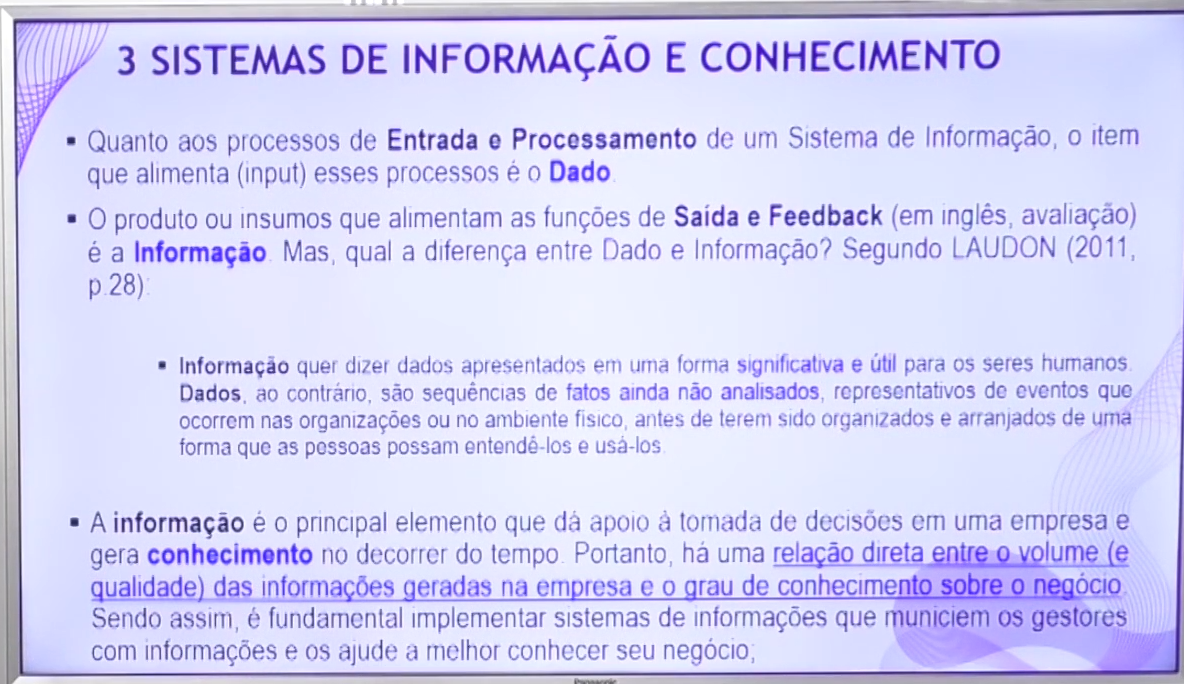 3 SISTEMAS DE INFORMAÇÃO E CONHECIMENTO
▪ Quanto aos processos de Entrada e Processamento de um Sistema de Informação, o item
que alimenta (input) esses processos é o Dado.
▪ O produto ou insumos que alimentam as funções de Saída e Feedback (em inglês, avaliação)
é a Informação. Mas, qual a diferença entre Dado e Informação? Segundo LAUDON (2011,
p.28):
▪ Informação quer dizer dados apresentados em uma forma significativa e útil para os seres humanos.
Dados, ao contrário, são sequências de fatos ainda não analisados, representativos de eventos que
ocorrem nas organizações ou no ambiente físico, antes de terem sido organizados e arranjados de uma
forma que as pessoas possam entendê-los e usá-los.
▪ A informação é o principal elemento que dá apoio à tomada de decisões em uma empresa e
gera conhecimento no decorrer do tempo. Portanto, há uma relação direta entre o volume (e
qualidade) das informações geradas na empresa e o grau de conhecimento sobre o negócio.
Sendo assim, é fundamental implementar sistemas de informações que municiem os gestores
com informações e os ajude a melhor conhecer seu negócio;
Panasonic